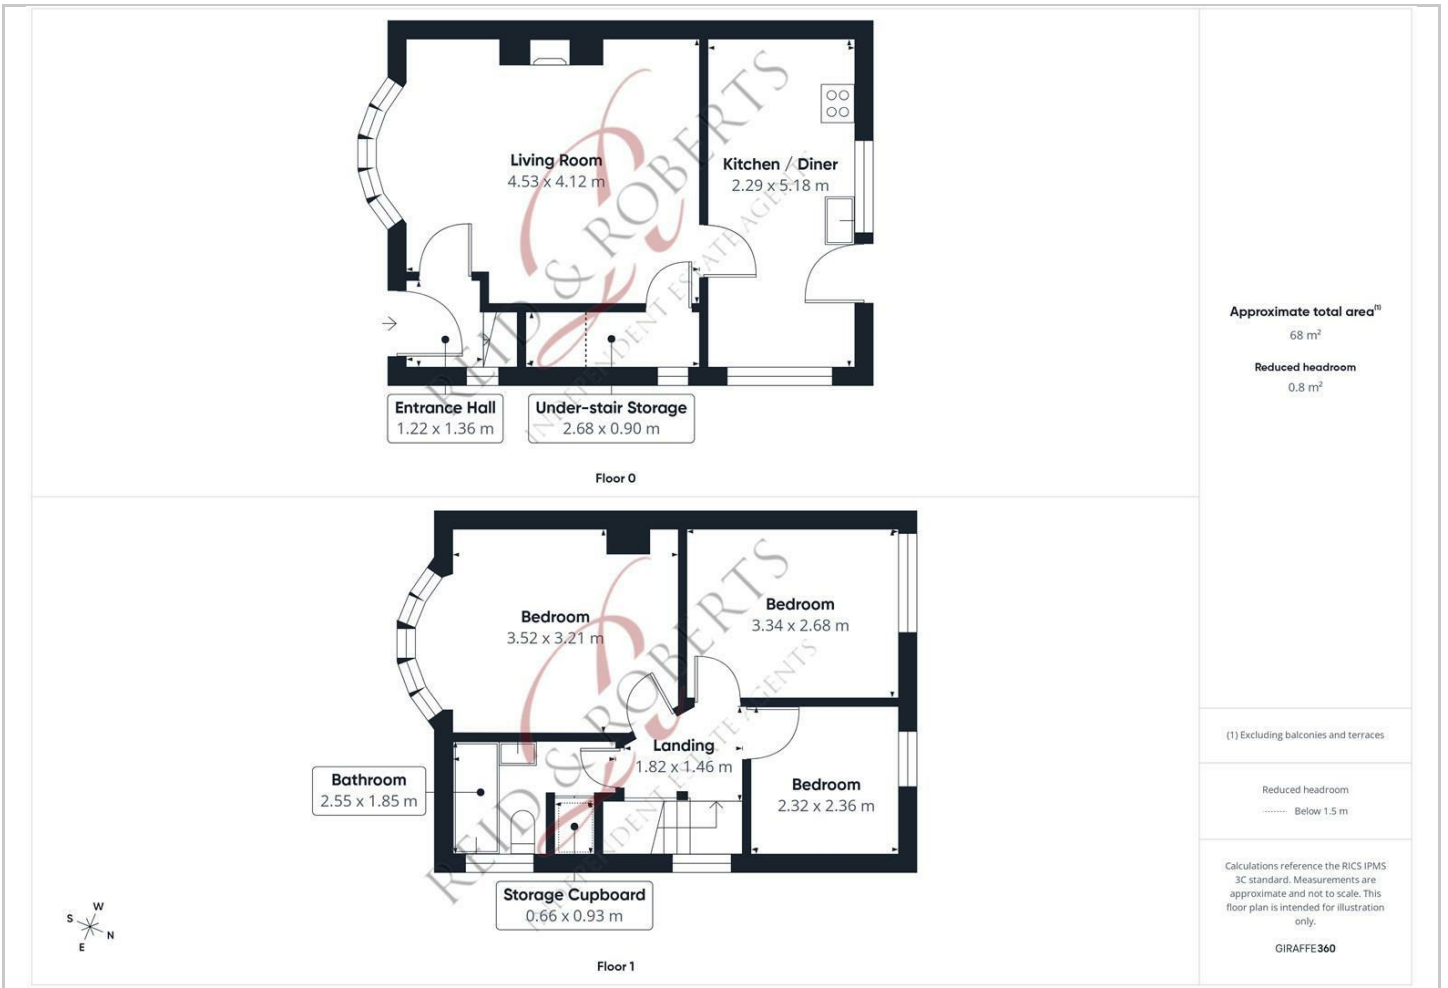 Living Room
4.53 x 4.12 m
Kitchen / Diner
2.29 x 5.18 m
Entrance Hall
1.22 x 1.36 m
Under-stair Storage
2.68 x 0.90 m
Floor 0
REID & ROBERTS
INDEPENDENT ESTATE AGENTS
Bedroom
3.52 x 3.21 m
Bedroom
3.34 x 2.68 m
Landing
1.82 x 1.46 m
Bedroom
2.32 x 2.36 m
Bathroom
2.55 x 1.85 m
Storage Cupboard
0.66 x 0.93 m
Floor 1
REID & ROBERTS
INDEPENDENT ESTATE AGENTS
W
S
N
E
Approximate total area(1)
68 m²
Reduced headroom
0.8 m²
(1) Excluding balconies and terraces
Reduced headroom
Below 1.5 m
Calculations reference the RICS IPMS
3C standard. Measurements are
approximate and not to scale. This
floor plan is intended for illustration
only.
GIRAFFE360